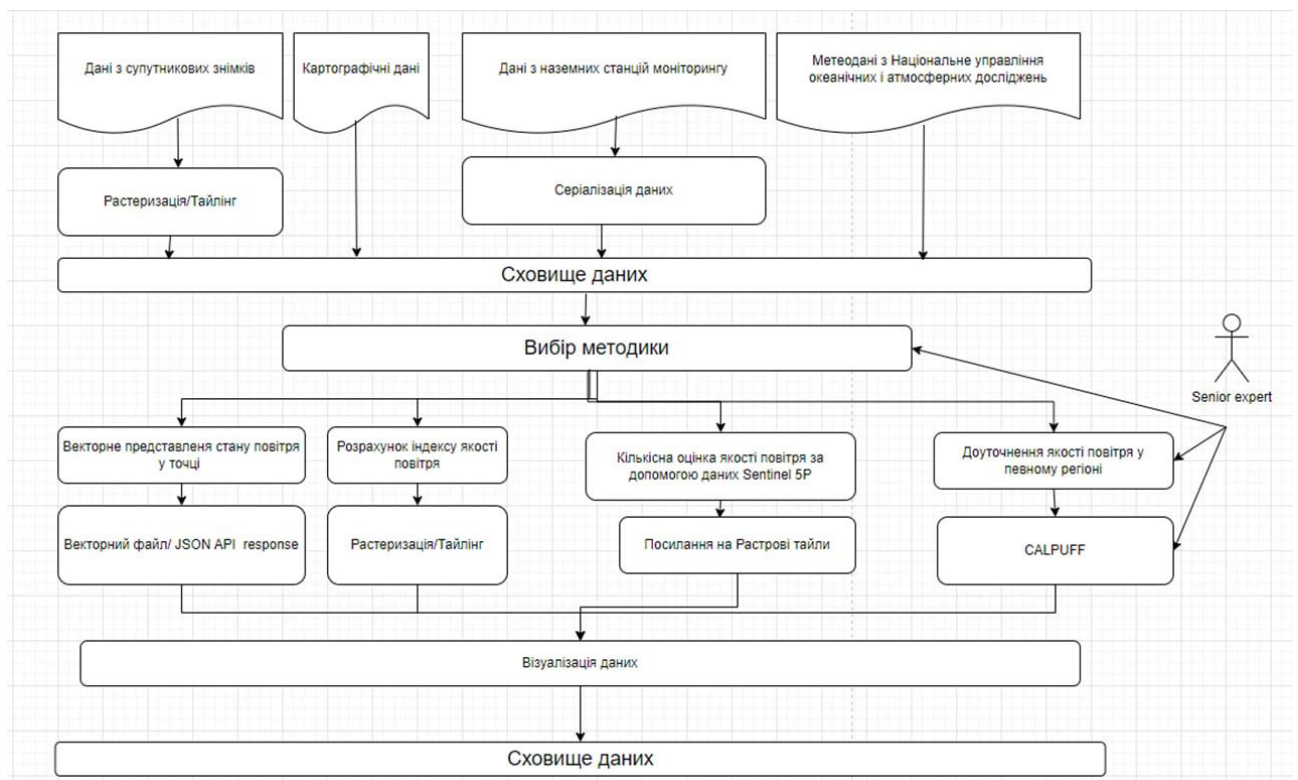 Дані з супутникових знімків
Картографічні дані
Дані з наземних станцій моніторингу
Метеодані з Національне управління
океанічних і атмосферних досліджень
Растеризація/Тайлінг
Серіалізація даних
Сховище даних
Вибір методики
Senior expert
Векторне представленя стану повітря
у точці
Розрахунок індексу якості
повітря
Кількісна оцінка якості повітря за
допомогою даних Sentinel 5P
Доуточнення якості повітря у
певному регіоні
Векторний файл/ JSON API response
Растеризація/Тайлінг
Посилання на Растрові тайли
CALPUFF
Візуалізація даних
Сховище даних